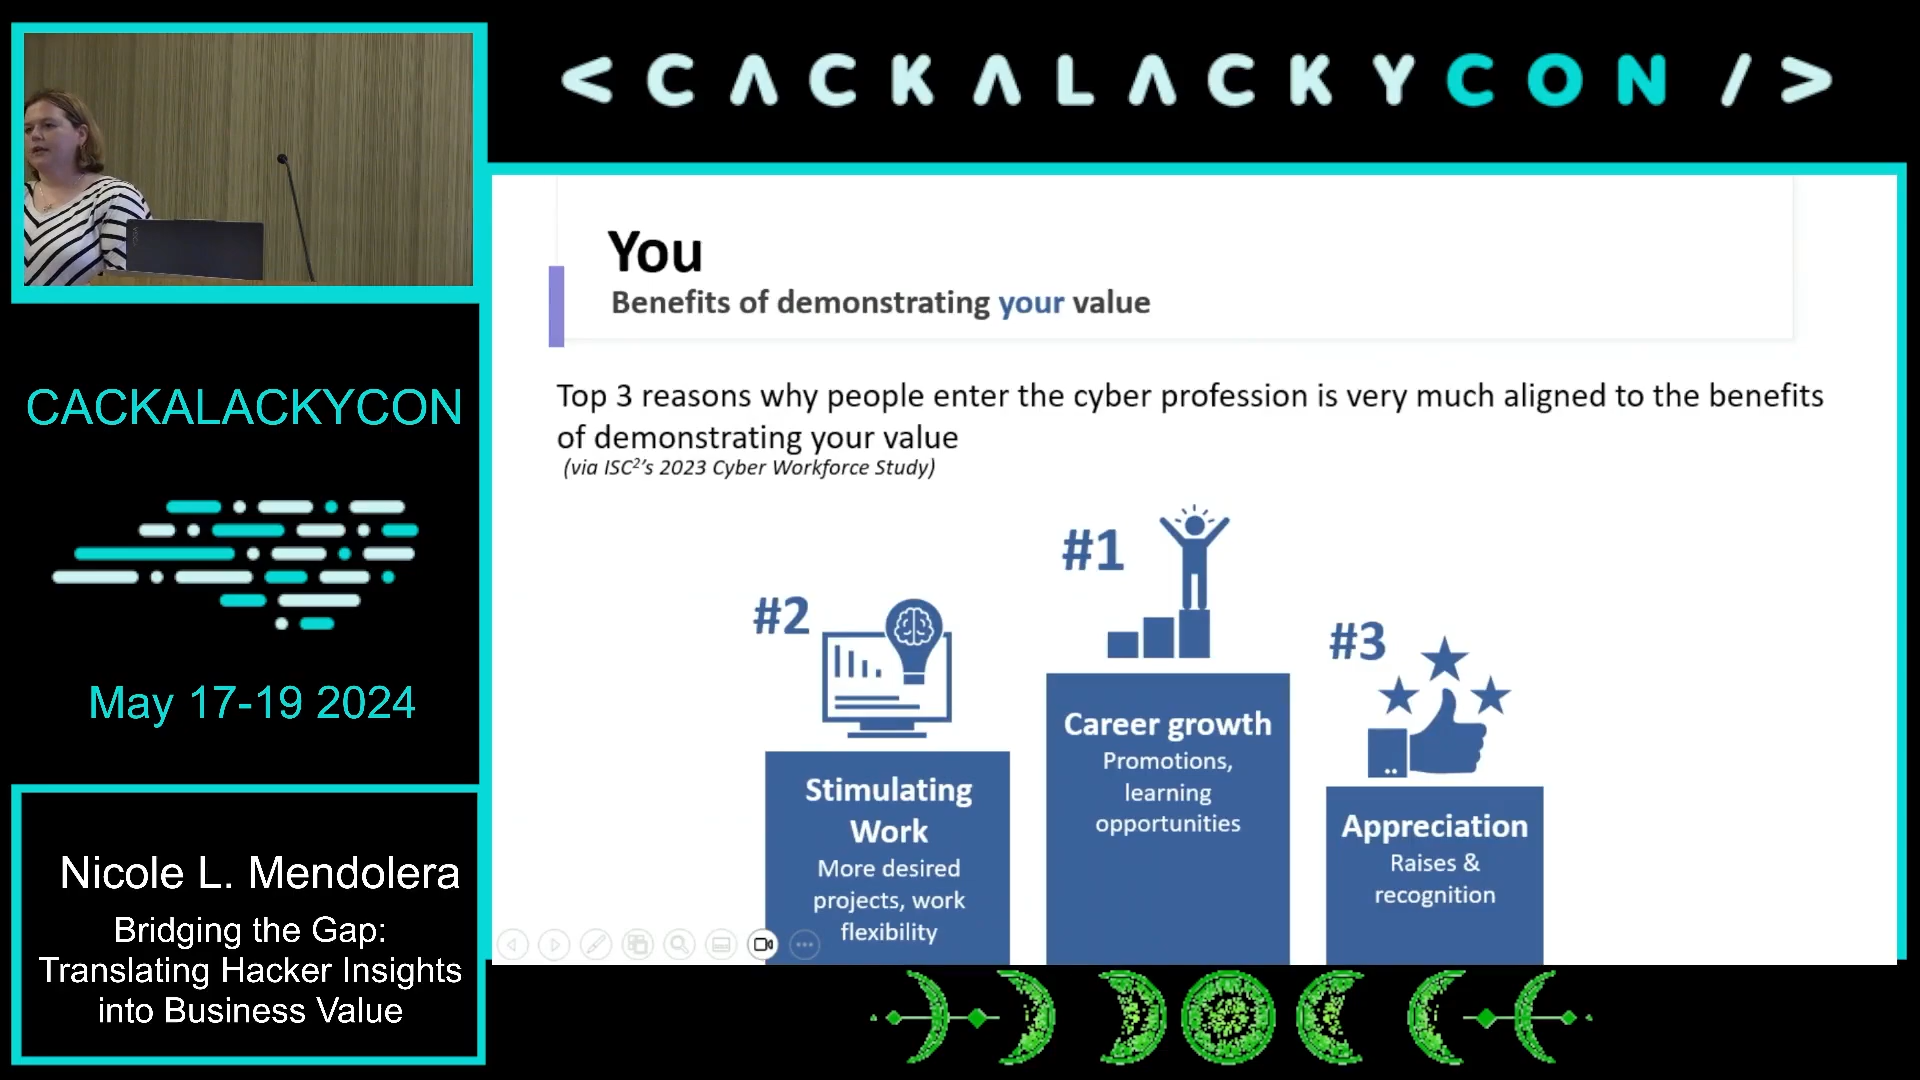 <CACKALACKYCON/>
You
Benefits of demonstrating your value
Top 3 reasons why people enter the cyber profession is very much aligned to the benefits
of demonstrating your value
(via ISC²'s 2023 Cyber Workforce Study)
#1
#2
#3
Career growth
Promotions,
learning
opportunities
Stimulating
Work
More desired
projects, work
flexibility
Appreciation
Raises &
recognition
CACKALACKYCON
May 17-19 2024
Nicole L. Mendolera
Bridging the Gap:
Translating Hacker Insights
into Business Value